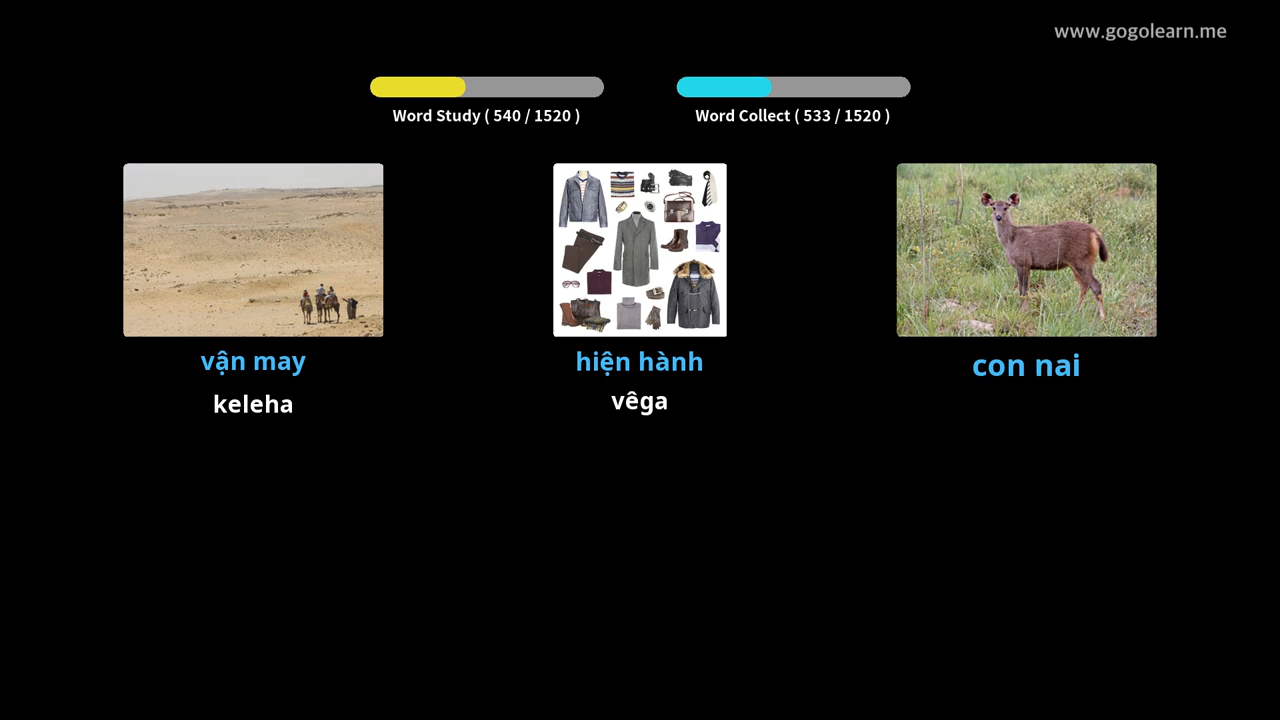 www.gogolearn.me
Word Study ( 540 / 1520 )
Word Collect ( 533 / 1520 )
vận may
keleha
hiện hành
vêga
con nai